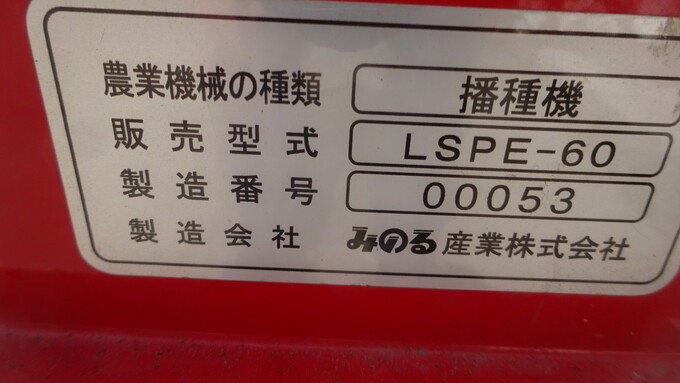 農業機械の種類 播種機
販売型式 LSPE-60
製造番号 00053
製造会社 みのる産業株式会社